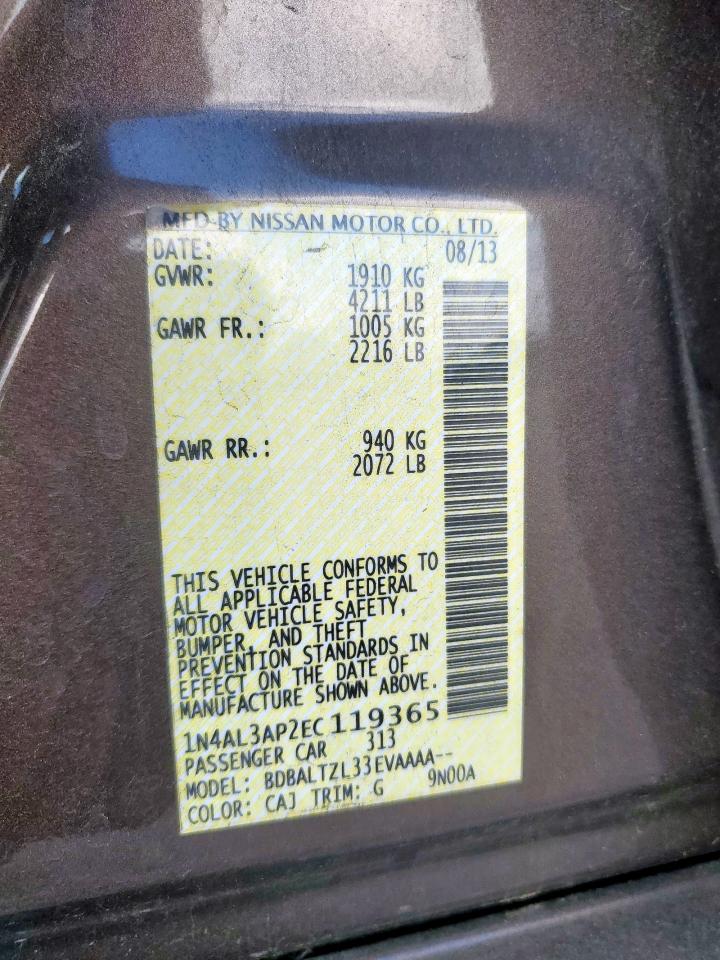 MFD BY NISSAN MOTOR CO., LTD.
DATE: 08/13
GVWR: 1910 KG
4211 LB
GAWR FR.: 1005 KG
2216 LB
GAWR RR.: 940 KG
2072 LB
THIS VEHICLE CONFORMS TO
ALL APPLICABLE FEDERAL
MOTOR VEHICLE SAFETY,
BUMPER, AND THEFT
PREVENTION STANDARDS IN
EFFECT ON THE DATE OF
MANUFACTURE SHOWN ABOVE.
1N4AL3AP2EC119365
PASSENGER CAR 313
MODEL: BDBALTZL33EVAAAA--
COLOR: CAJ TRIM: G 9N00A